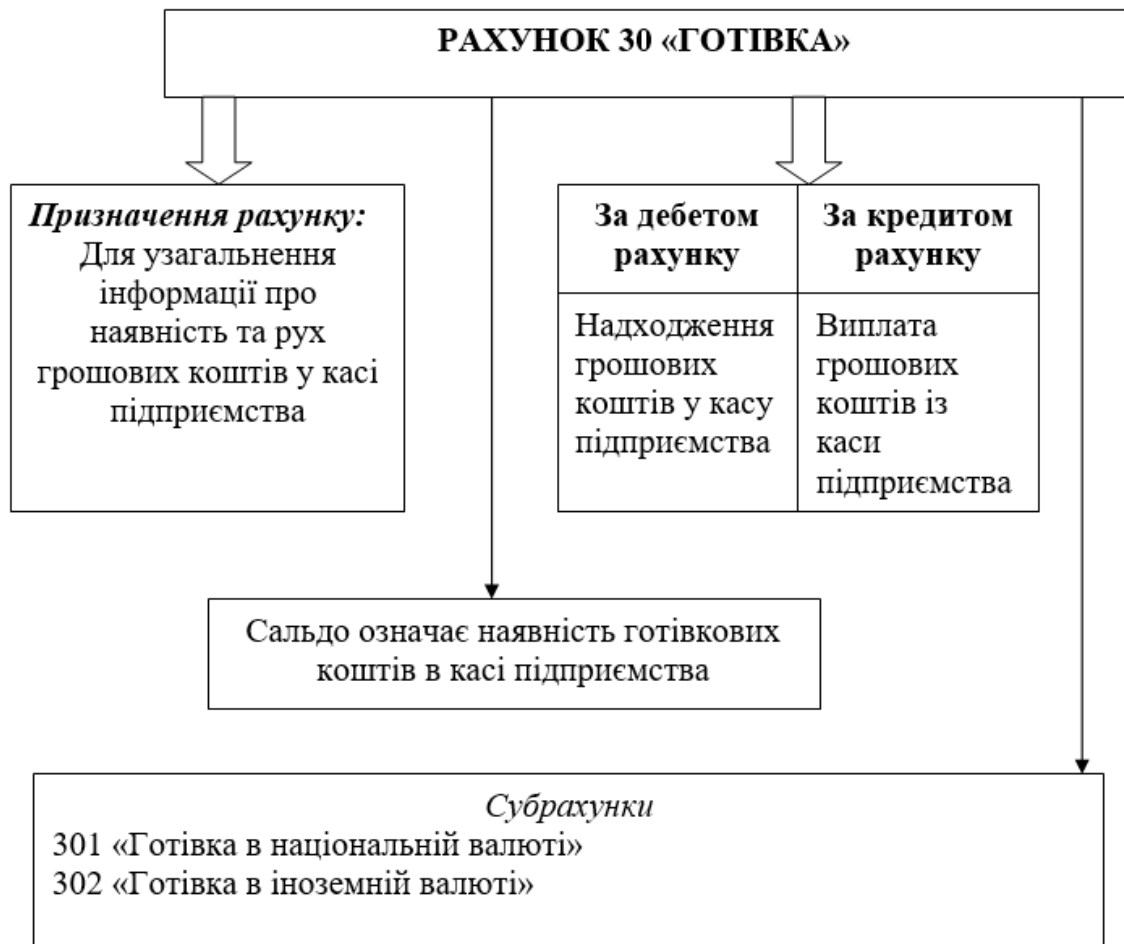 РАХУНОК 30 «ГОТІВКА»
Призначення рахунку:
Для узагальнення
інформації про
наявність та рух
грошових коштів у касі
підприємства
За дебетом
рахунку
За кредитом
рахунку
Надходження
грошових
коштів у касу
підприємства
Виплата
грошових
коштів із
каси
підприємства
Сальдо означає наявність готівкових
коштів в касі підприємства
Субрахунки
301 «Готівка в національній валюті»
302 «Готівка в іноземній валюті»